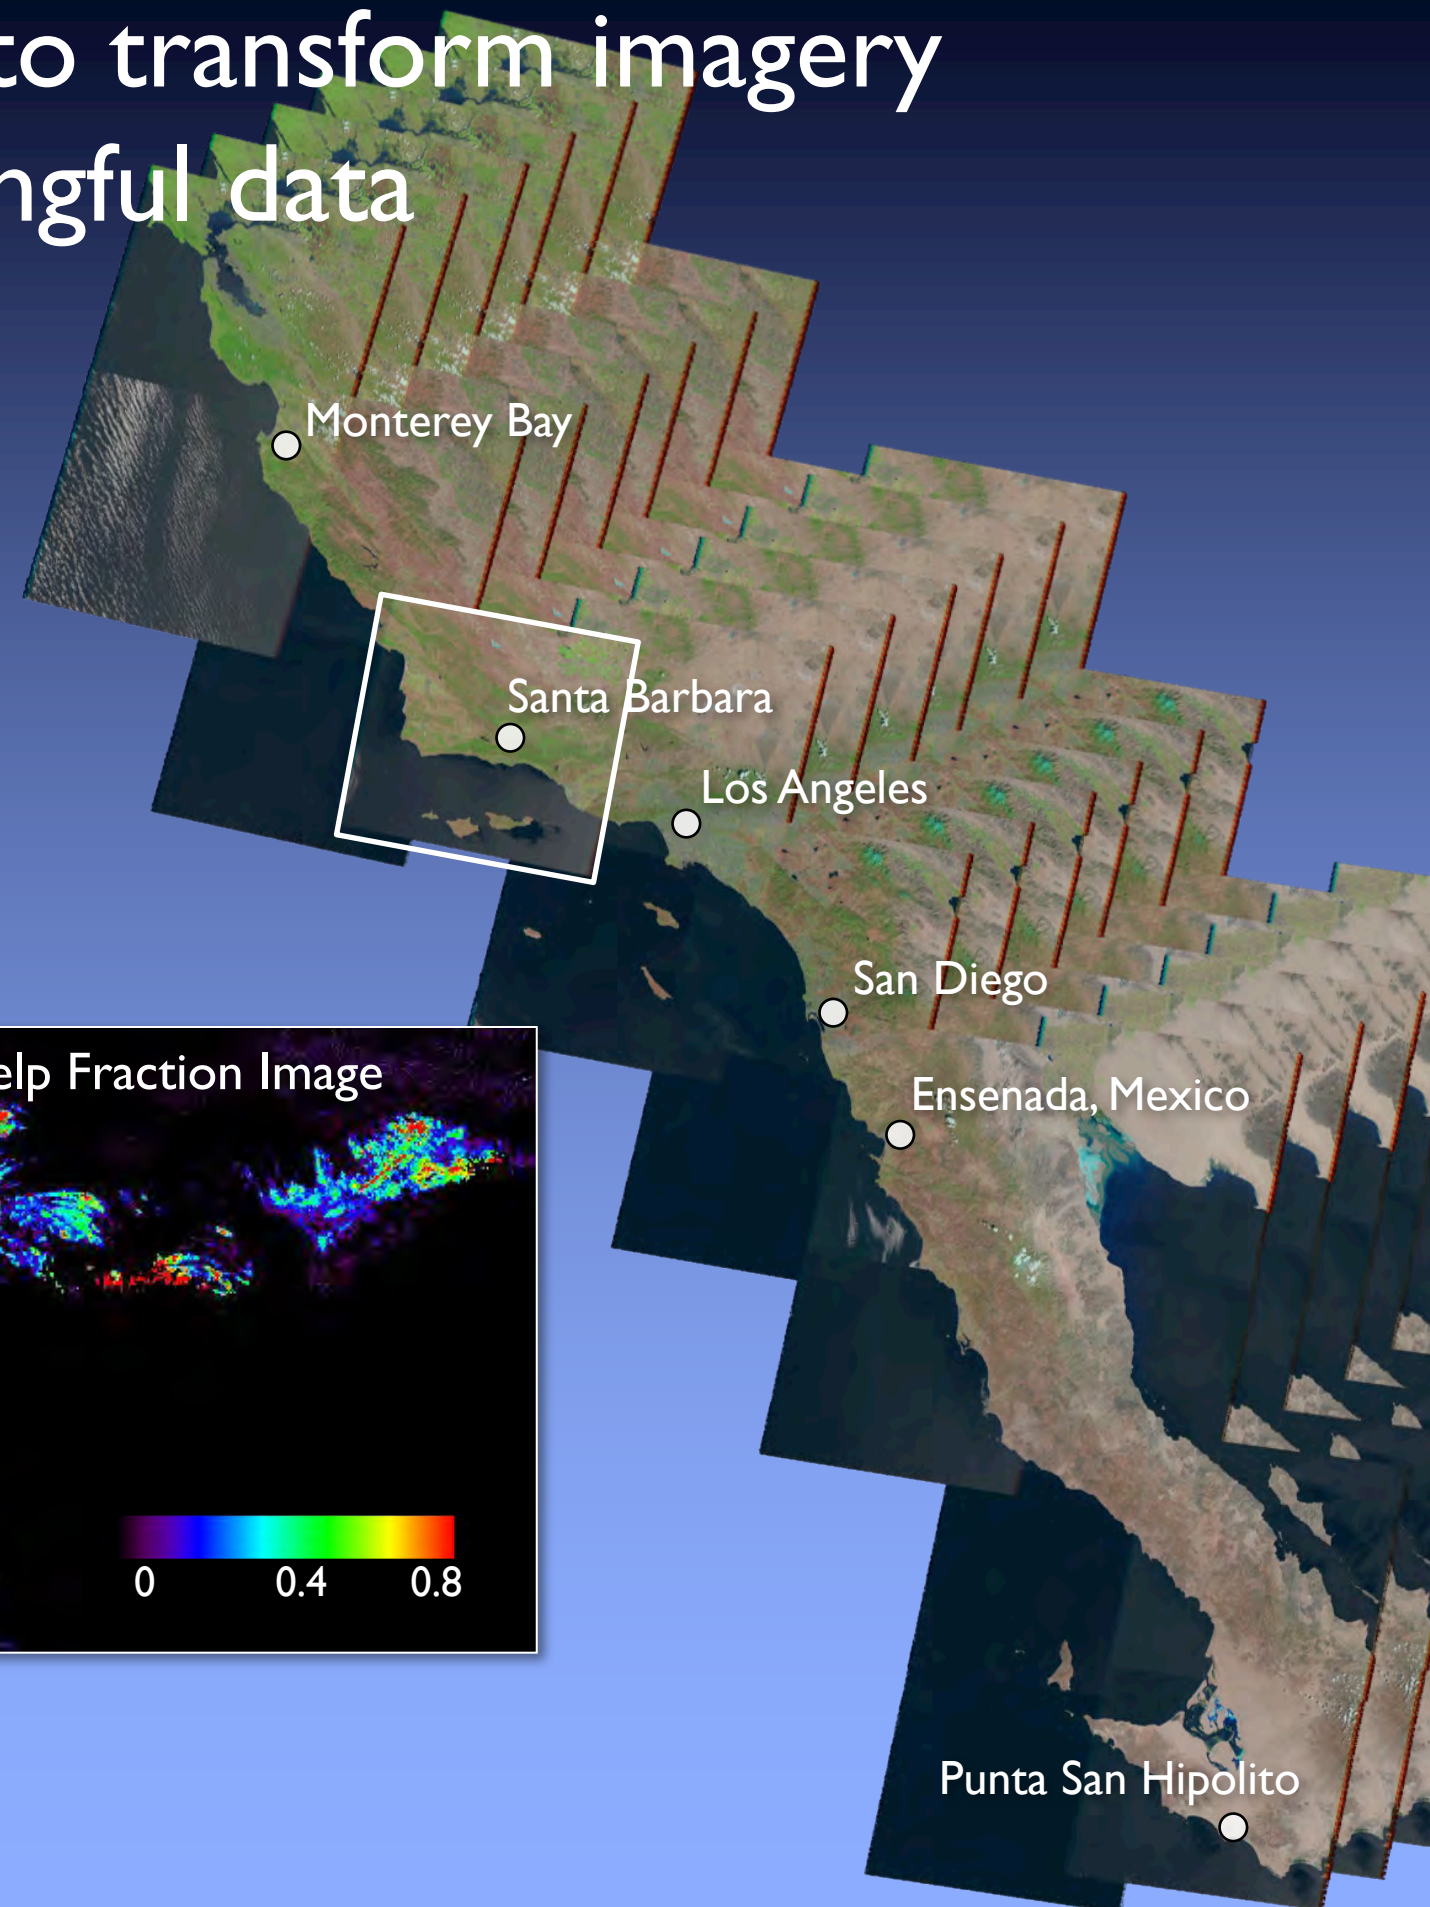 to transform imagery
ngful data
Monterey Bay
Santa Barbara
Los Angeles
San Diego
Ensenada, Mexico
elp Fraction Image
0 0.4 0.8
Punta San Hipolito